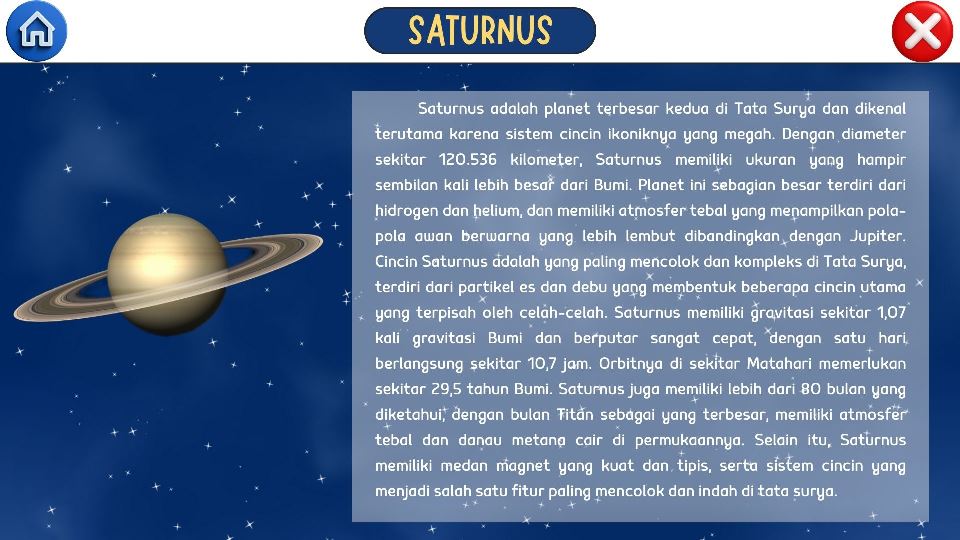 SATURNUS
Saturnus adalah planet terbesar kedua di Tata Surya dan dikenal
terutama karena sistem cincin ikoniknya yang megah. Dengan diameter
sekitar 120.536 kilometer, Saturnus memiliki ukuran yang hampir
sembilan kali lebih besar dari Bumi. Planet ini sebagian besar terdiri dari
hidrogen dan helium, dan memiliki atmosfer tebal yang menampilkan pola-
pola awan berwarna yang lebih lembut dibandingkan dengan Jupiter.
Cincin Saturnus adalah yang paling mencolok dan kompleks di Tata Surya,
terdiri dari partikel es dan debu yang membentuk beberapa cincin utama
yang terpisah oleh celah-celah. Saturnus memiliki gravitasi sekitar 1,07
kali gravitasi Bumi dan berputar sangat cepat, dengan satu hari
berlangsung sekitar 10,7 jam. Orbitnya di sekitar Matahari memerlukan
sekitar 29,5 tahun Bumi. Saturnus juga memiliki lebih dari 80 bulan yang
diketahui, dengan bulan Titan sebagai yang terbesar, memiliki atmosfer
tebal dan danau metana cair di permukaannya. Selain itu, Saturnus
memiliki medan magnet yang kuat dan tipis, serta sistem cincin yang
menjadi salah satu fitur paling mencolok dan indah di tata surya.